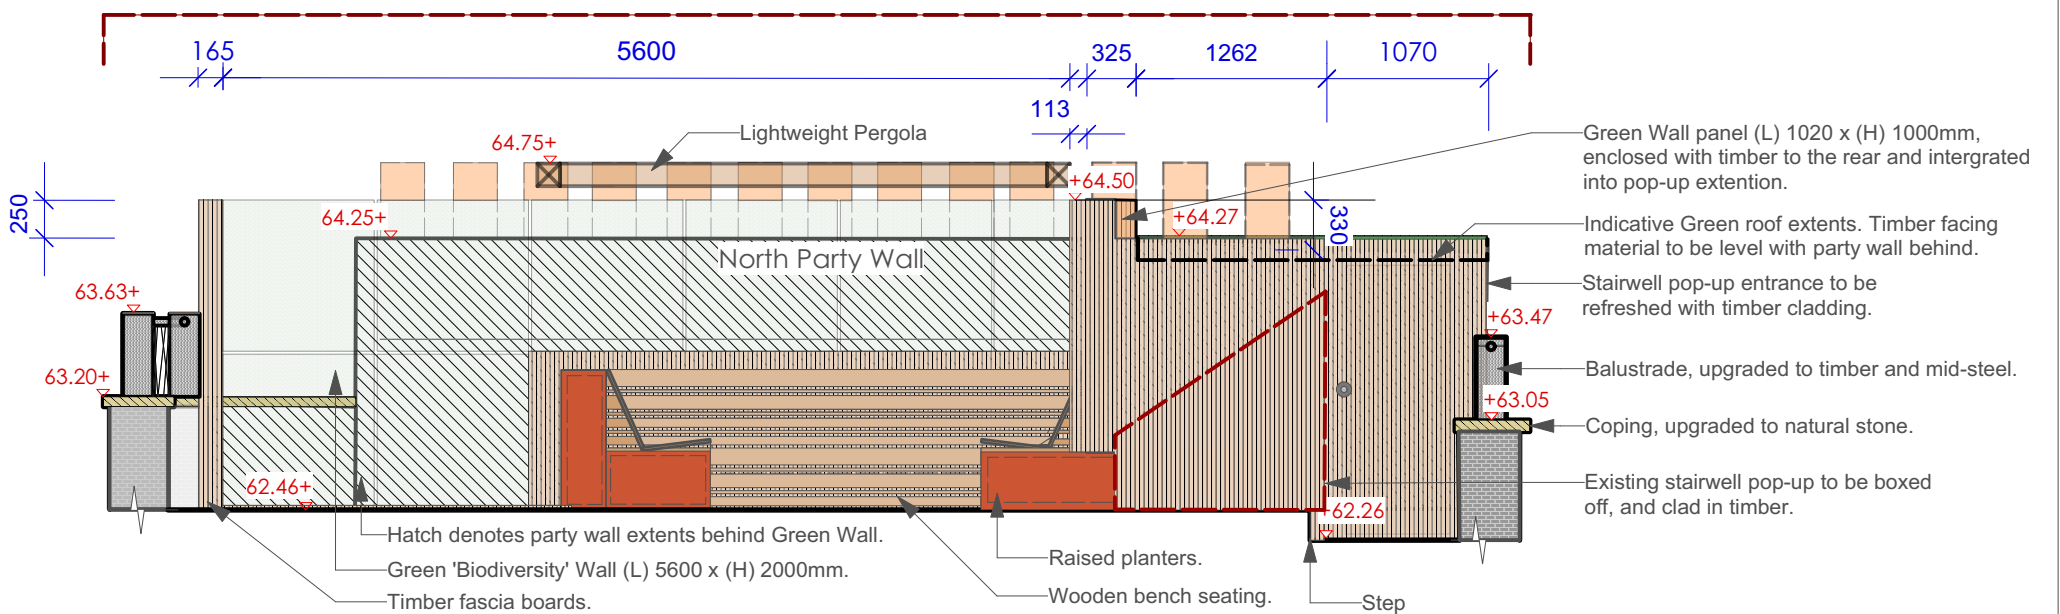 165
5600
325
1262
1070
113
Lightweight Pergola
64.75+
+64.50
Green Wall panel (L) 1020 x (H) 1000mm,
enclosed with timber to the rear and intergrated
into pop-up extention.
250
64.25+
+64.27
330
Indicative Green roof extents. Timber facing
material to be level with party wall behind.
North Party Wall
Stairwell pop-up entrance to be
refreshed with timber cladding.
63.63+
+63.47
63.20+
Balustrade, upgraded to timber and mid-steel.
+63.05
Coping, upgraded to natural stone.
62.46+
Existing stairwell pop-up to be boxed
off, and clad in timber.
+62.26
Hatch denotes party wall extents behind Green Wall.
Raised planters.
Green 'Biodiversity' Wall (L) 5600 x (H) 2000mm.
Wooden bench seating.
Timber fascia boards.
Step